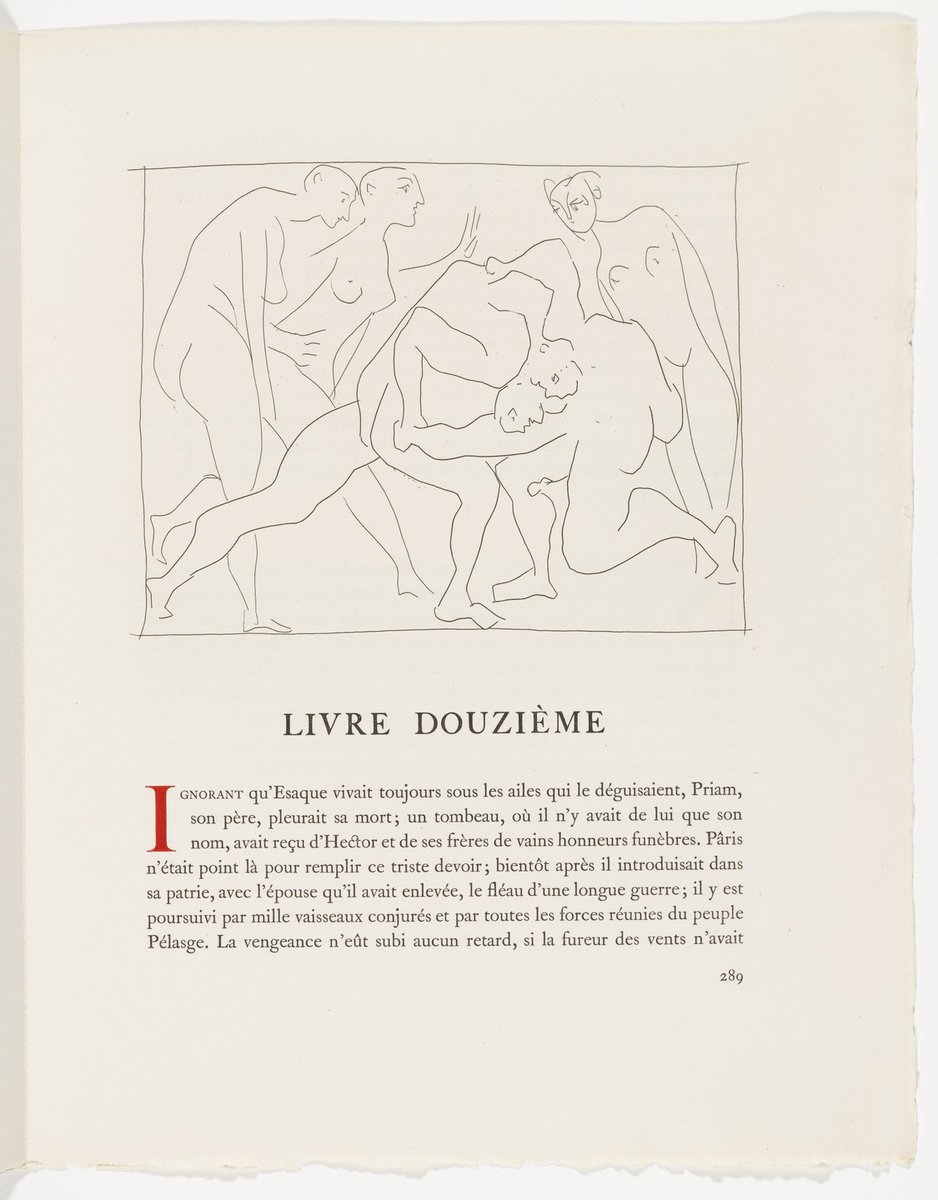 LIVRE DOUZIÈME
IGNORANT qu'Esaque vivait toujours sous les ailes qui le déguisaient, Priam,
son père, pleurait sa mort; un tombeau, où il n'y avait de lui que son
nom, avait reçu d'Hector et de ses frères de vains honneurs funèbres. Pâris
n'était point là pour remplir ce triste devoir; bientôt après il introduisait dans
sa patrie, avec l'épouse qu'il avait enlevée, le fléau d'une longue guerre; il y est
poursuivi par mille vaisseaux conjurés et par toutes les forces réunies du peuple
Pélasge. La vengeance n'eût subi aucun retard, si la fureur des vents n'avait
289